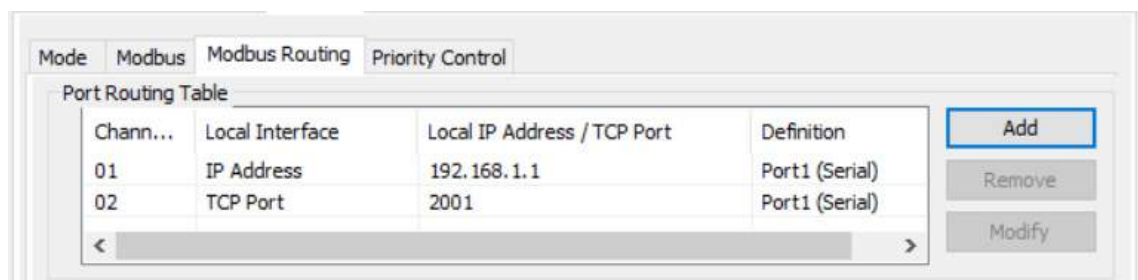 Mode Modbus Modbus Routing Priority Control
Port Routing Table
Chann... Local Interface Local IP Address / TCP Port Definition Add
01 IP Address 192.168.1.1 Port1 (Serial)
Remove
02 TCP Port 2001 Port1 (Serial)
Modify